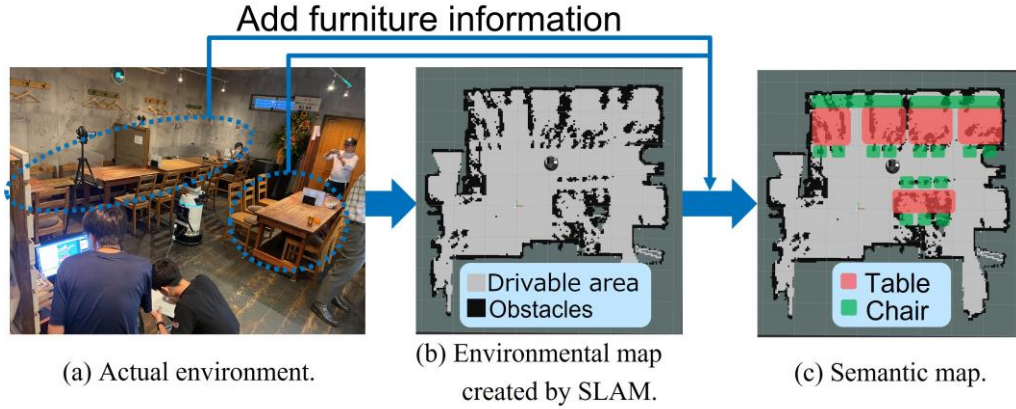 Add furniture information
Drivable area
Obstacles
Table
Chair
(a) Actual environment.
(b) Environmental map
created by SLAM.
(c) Semantic map.